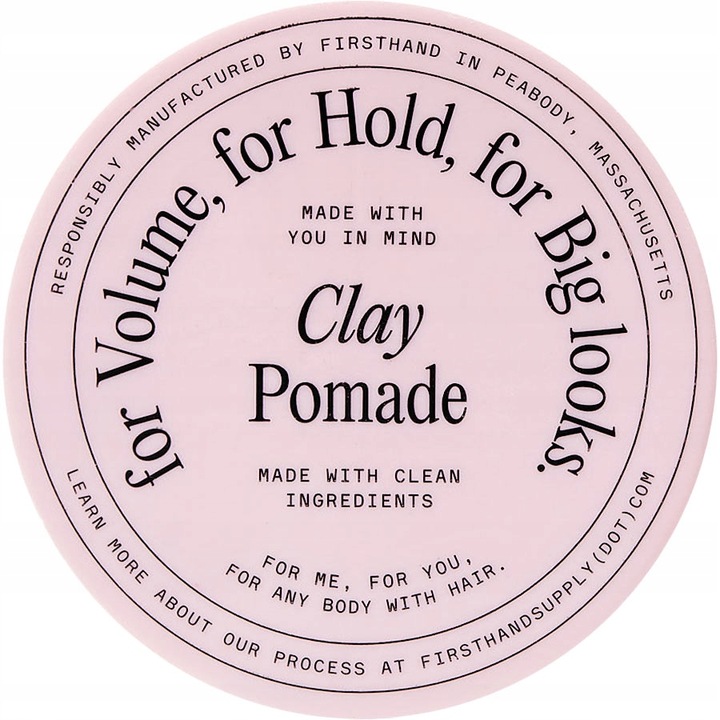 RESPONSIBLY MANUFACTURED BY FIRSTHAND IN PEABODY, MASSACHUSETTS
for Volume, for Hold, for Big looks.
MADE WITH
YOU IN MIND
Clay
Pomade
MADE WITH CLEAN
INGREDIENTS
FOR ME, FOR YOU,
FOR ANY BODY WITH HAIR.
LEARN MORE ABOUT OUR PROCESS AT FIRSTHANDSUPPLY(DOT)COM